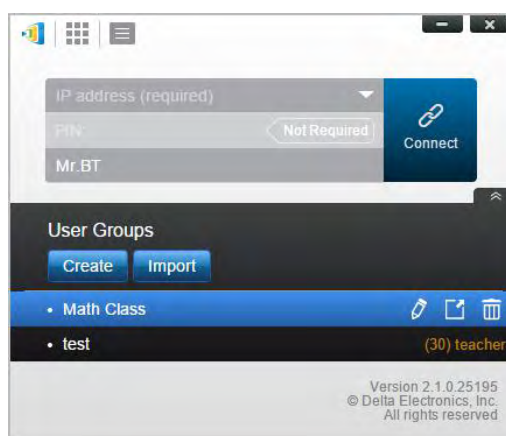 IP address (required)
PIN Not Required
Mr.BT
Connect
User Groups
Create Import
• Math Class
• test (30) teacher
Version 2.1.0.25195
© Delta Electronics, Inc.
All rights reserved